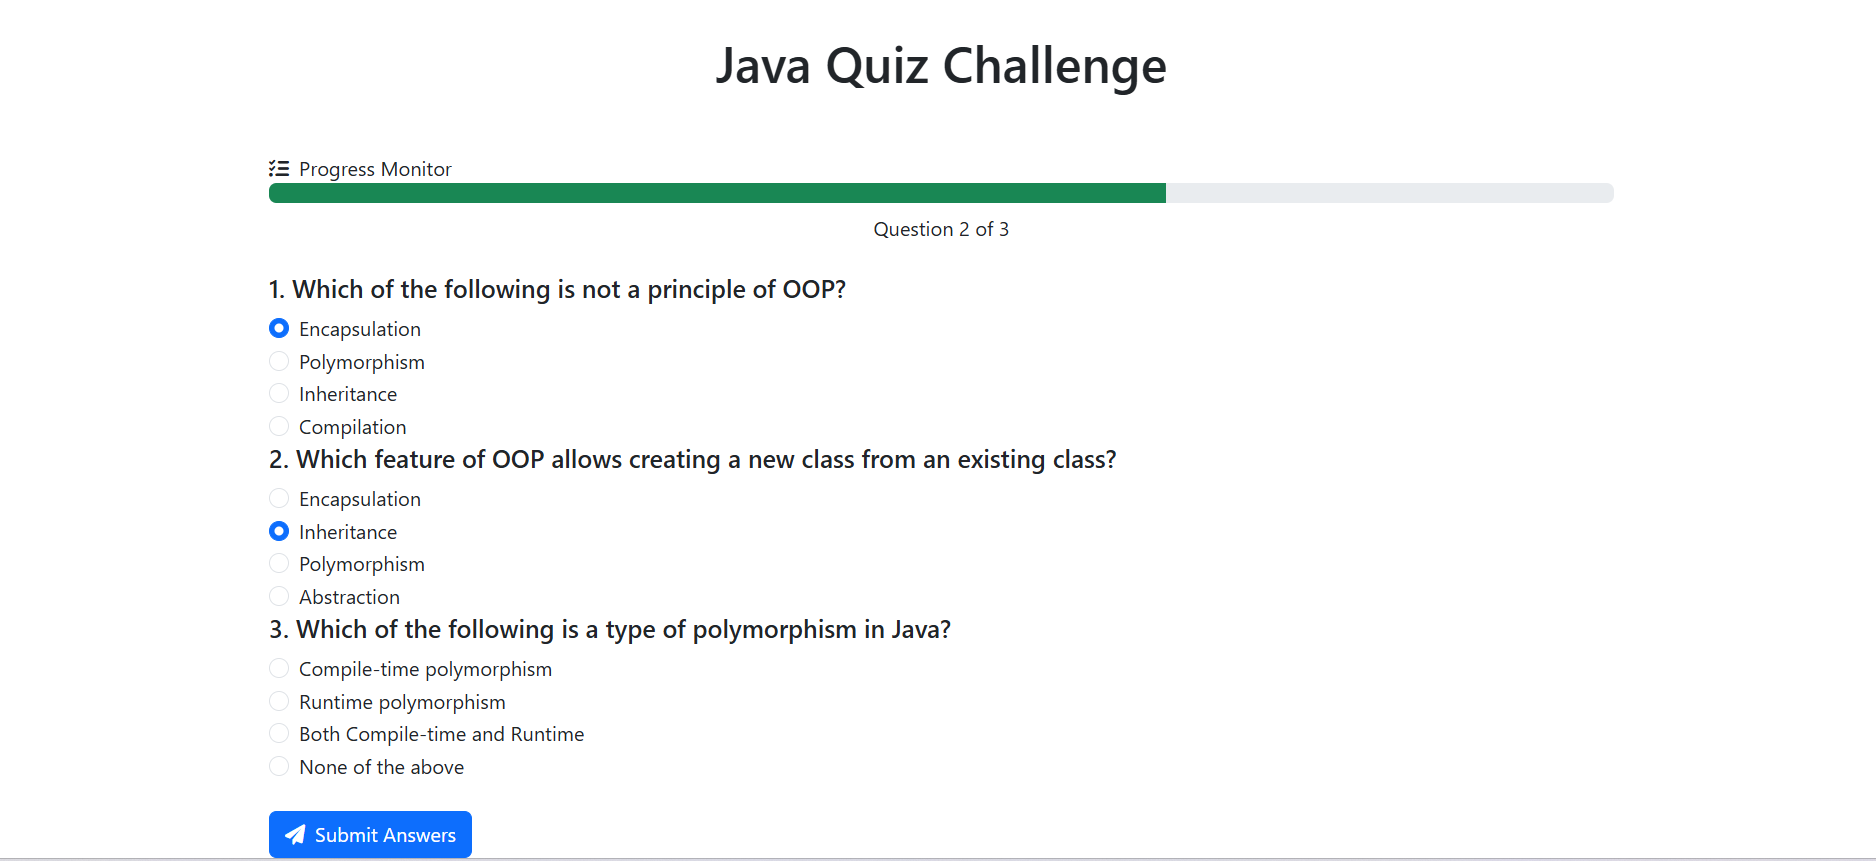 Java Quiz Challenge
Progress Monitor
Question 2 of 3
1. Which of the following is not a principle of OOP?
Encapsulation
Polymorphism
Inheritance
Compilation
2. Which feature of OOP allows creating a new class from an existing class?
Encapsulation
Inheritance
Polymorphism
Abstraction
3. Which of the following is a type of polymorphism in Java?
Compile-time polymorphism
Runtime polymorphism
Both Compile-time and Runtime
None of the above
Submit Answers